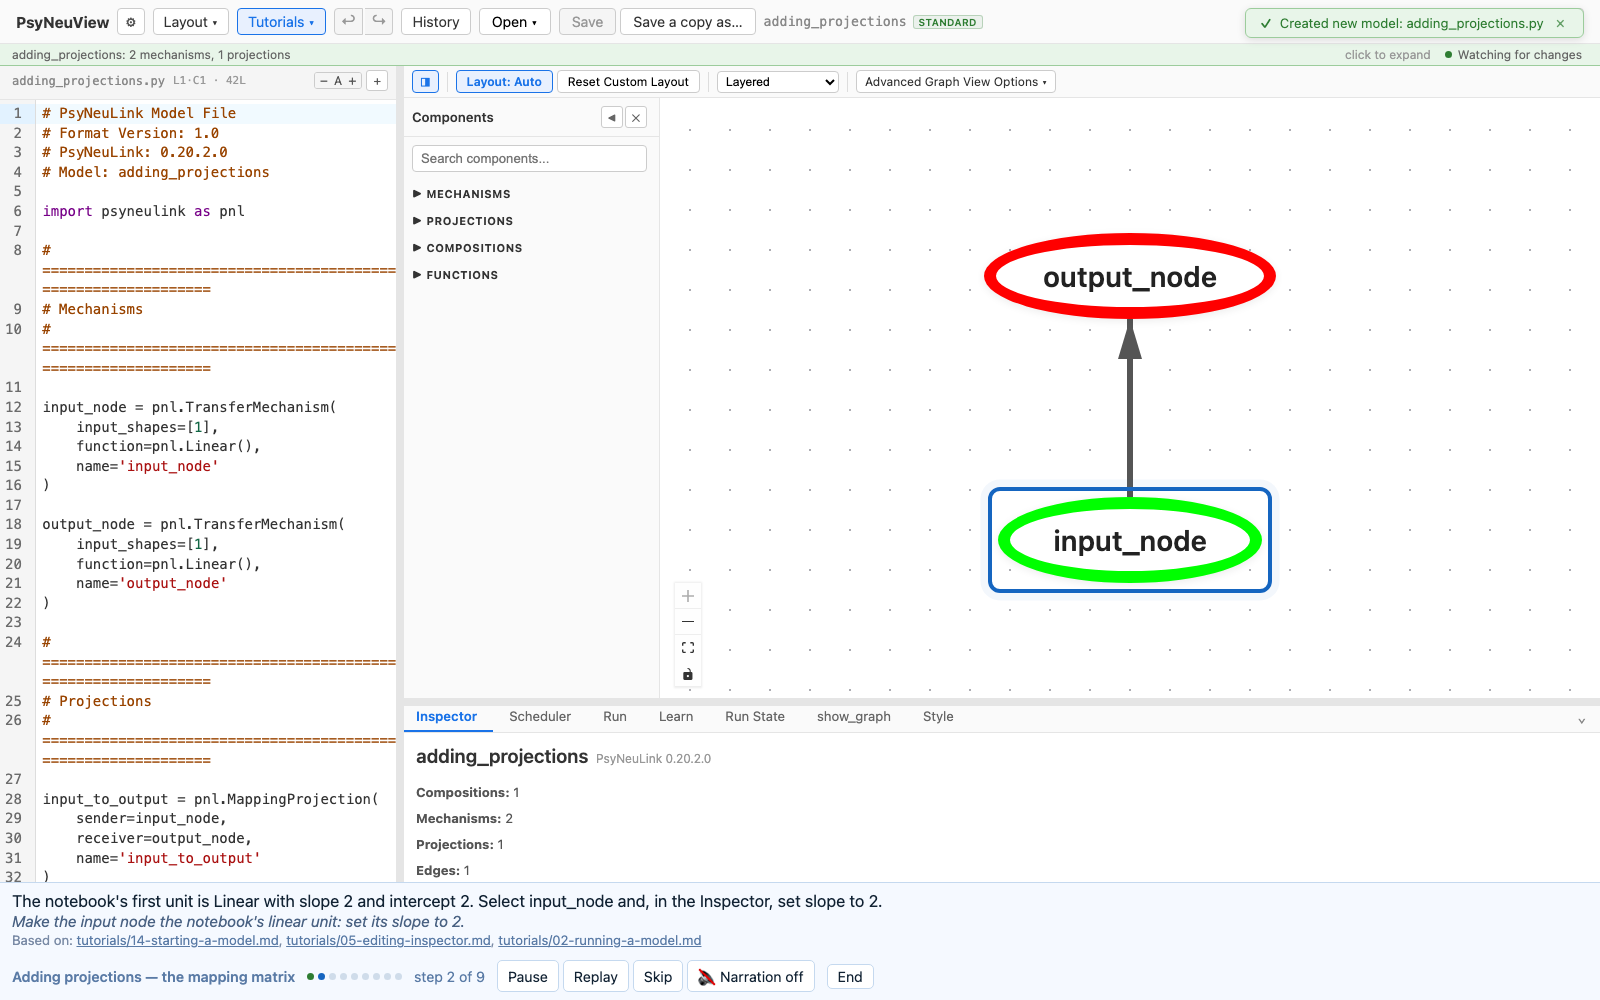 PsyNeuView ⚙ Layout ▾ Tutorials ▾ ↩ ↪ History Open ▾ Save Save a copy as... adding_projections STANDARD
✓ Created new model: adding_projections.py ×
adding_projections: 2 mechanisms, 1 projections
click to expand ● Watching for changes
adding_projections.py L1·C1 · 42L − A + +
1 # PsyNeuLink Model File
2 # Format Version: 1.0
3 # PsyNeuLink: 0.20.2.0
4 # Model: adding_projections
5
6 import psyneulink as pnl
7
8 #
==========================================
====================
9 # Mechanisms
10 #
==========================================
====================
11
12 input_node = pnl.TransferMechanism(
13 input_shapes=[1],
14 function=pnl.Linear(),
15 name='input_node'
16 )
17
18 output_node = pnl.TransferMechanism(
19 input_shapes=[1],
20 function=pnl.Linear(),
21 name='output_node'
22 )
23
24 #
==========================================
====================
25 # Projections
26 #
==========================================
====================
27
28 input_to_output = pnl.MappingProjection(
29 sender=input_node,
30 receiver=output_node,
31 name='input_to_output'
32 )
Layout: Auto Reset Custom Layout Layered Advanced Graph View Options ▾
Components ◀ ×
Search components...
▶ MECHANISMS
▶ PROJECTIONS
▶ COMPOSITIONS
▶ FUNCTIONS
output_node
input_node
Inspector Scheduler Run Learn Run State show_graph Style
adding_projections PsyNeuLink 0.20.2.0
Compositions: 1
Mechanisms: 2
Projections: 1
Edges: 1
The notebook's first unit is Linear with slope 2 and intercept 2. Select input_node and, in the Inspector, set slope to 2.
Make the input node the notebook's linear unit: set its slope to 2.
Based on: tutorials/14-starting-a-model.md, tutorials/05-editing-inspector.md, tutorials/02-running-a-model.md
Adding projections — the mapping matrix step 2 of 9 Pause Replay Skip Narration off End